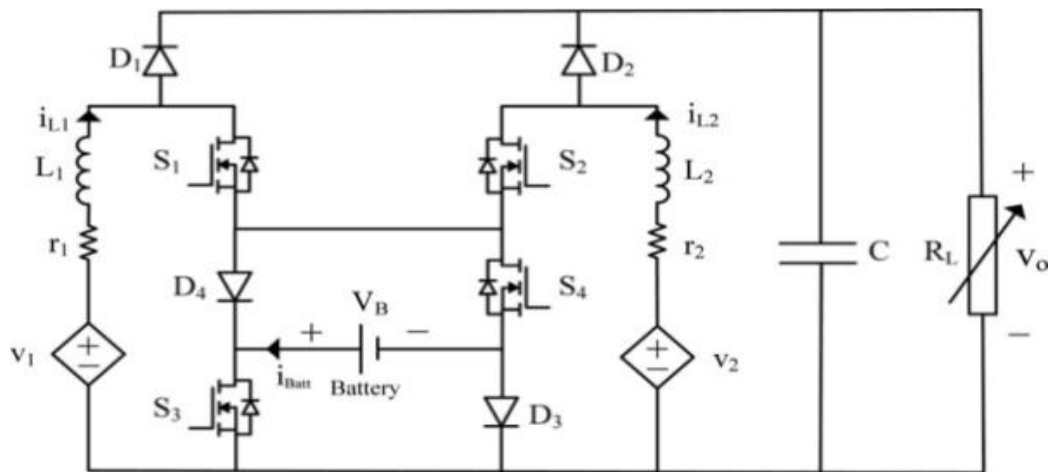 D1
D2
iL1
iL2
S1
S2
L1
L2
r1
r2
C
RL
+
vo
−
D4
S4
VB
+
−
v1
+
−
iBatt
Battery
+
−
v2
S3
D3